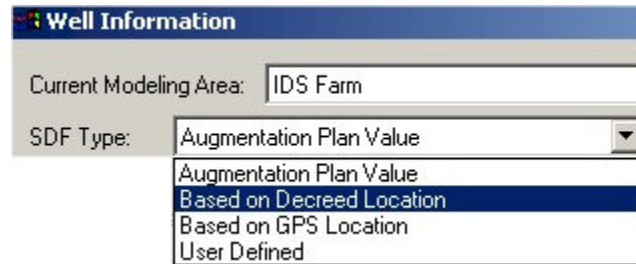 Well Information
Current Modeling Area: IDS Farm
SDF Type: Augmentation Plan Value
Augmentation Plan Value
Based on Decreed Location
Based on GPS Location
User Defined